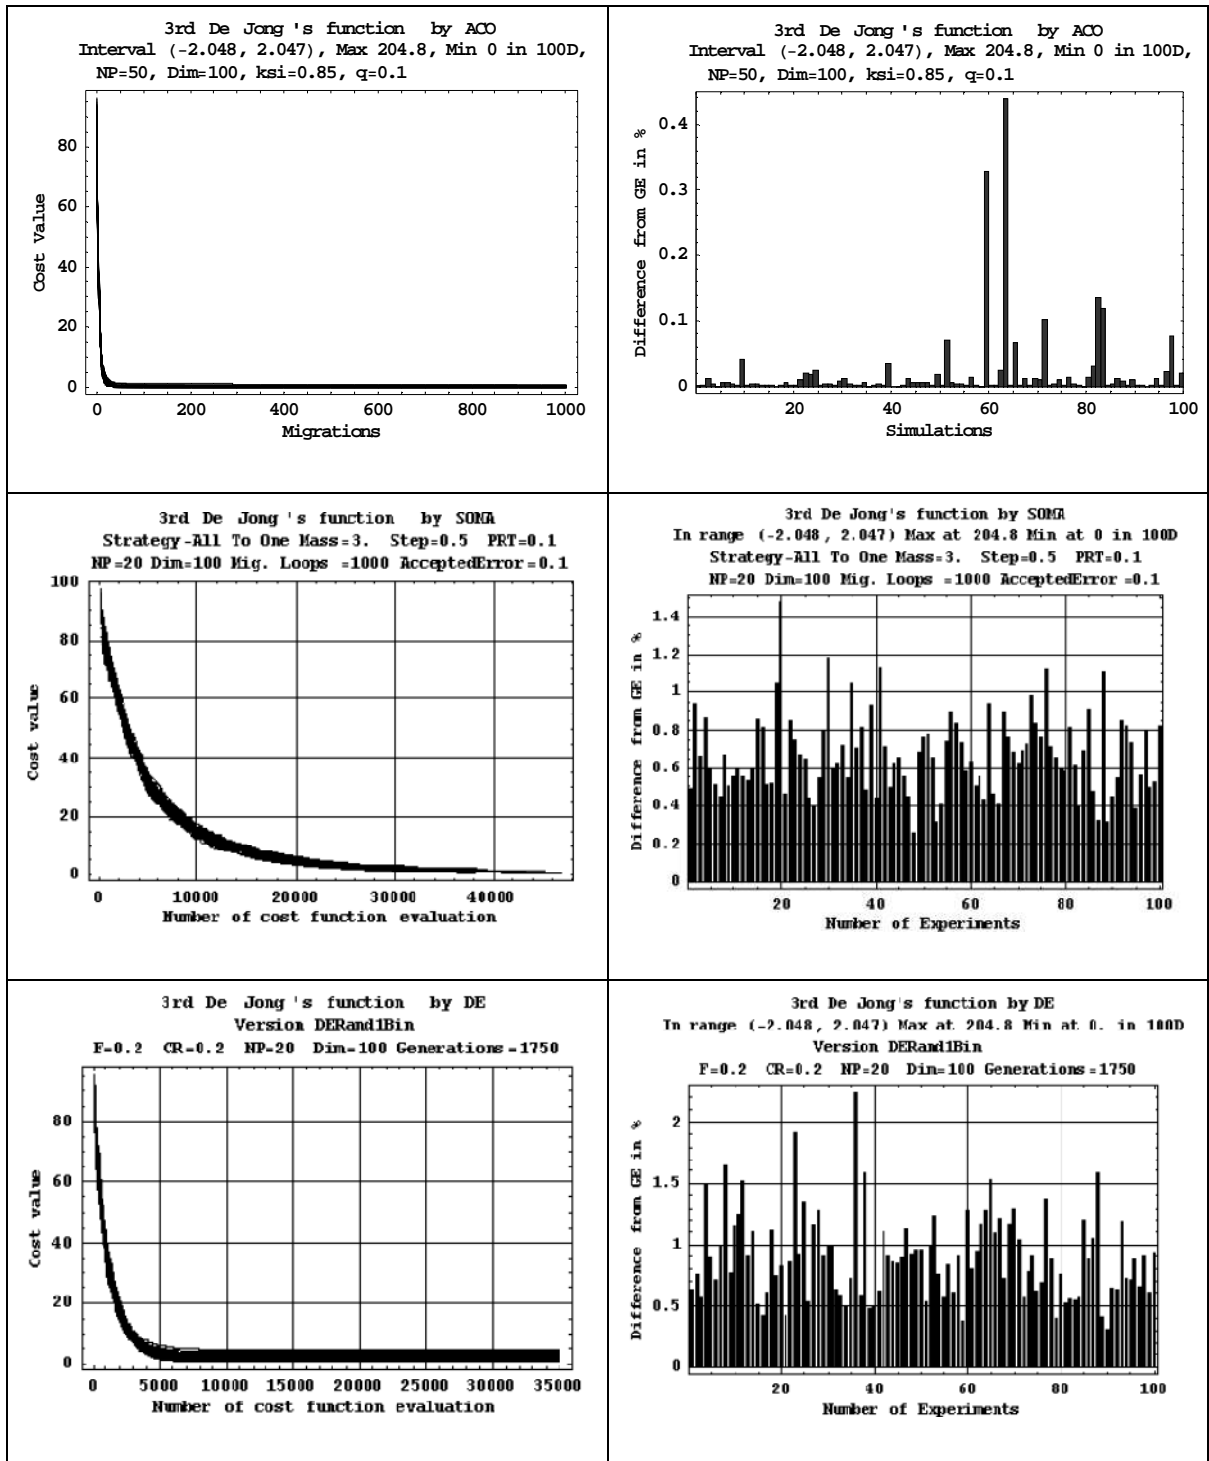 3rd De Jong 's function by ACO
Interval (-2.048, 2.047), Max 204.8, Min 0 in 100D,
NP=50, Dim=100, ksi=0.85, q=0.1
Cost Value
80
60
40
20
0
0 200 400 600 800 1000
Migrations
3rd De Jong 's function by ACO
Interval (-2.048, 2.047), Max 204.8, Min 0 in 100D,
NP=50, Dim=100, ksi=0.85, q=0.1
Difference from GE in %
0.4
0.3
0.2
0.1
0
20 40 60 80 100
Simulations
3rd De Jong 's function by SOMA
Strategy-All To One Mass=3. Step=0.5 PRT=0.1
NP=20 Dim=100 Mig. Loops =1000 AcceptedError=0.1
Cost value
100
80
60
40
20
0
0 10000 20000 30000 40000
Number of cost function evaluation
3rd De Jong's function by SOMA
In range (-2.048, 2.047) Max at 204.8 Min at 0 in 100D
Strategy-All To One Mass=3. Step=0.5 PRT=0.1
NP=20 Dim=100 Mig. Loops =1000 AcceptedError =0.1
Difference from GE in %
1.4
1.2
1
0.8
0.6
0.4
0.2
0
20 40 60 80 100
Number of Experiments
3rd De Jong 's function by DE
Version DERand1Bin
F=0.2 CR=0.2 NP=20 Dim=100 Generations=1750
Cost value
80
60
40
20
0
0 5000 10000 15000 20000 25000 30000 35000
Number of cost function evaluation
3rd De Jong's function by DE
In range (-2.048, 2.047) Max at 204.8 Min at 0. in 100D
Version DERand1Bin
F=0.2 CR=0.2 NP=20 Dim=100 Generations=1750
Difference from GE in %
2
1.5
1
0.5
0
20 40 60 80 100
Number of Experiments